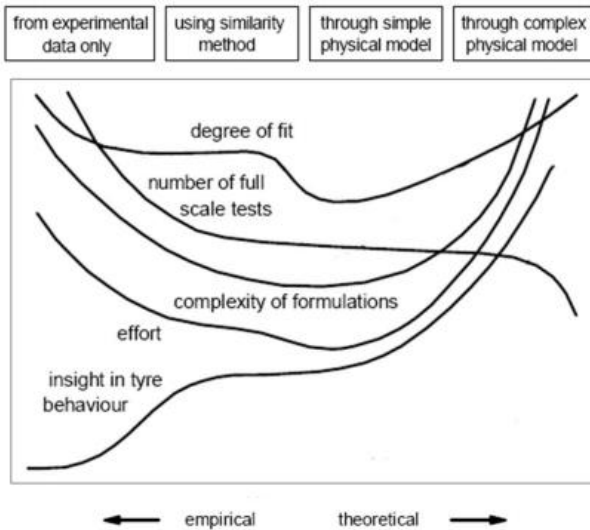 from experimental
data only
using similarity
method
through simple
physical model
through complex
physical model
degree of fit
number of full
scale tests
complexity of formulations
effort
insight in tyre
behaviour
empirical
theoretical